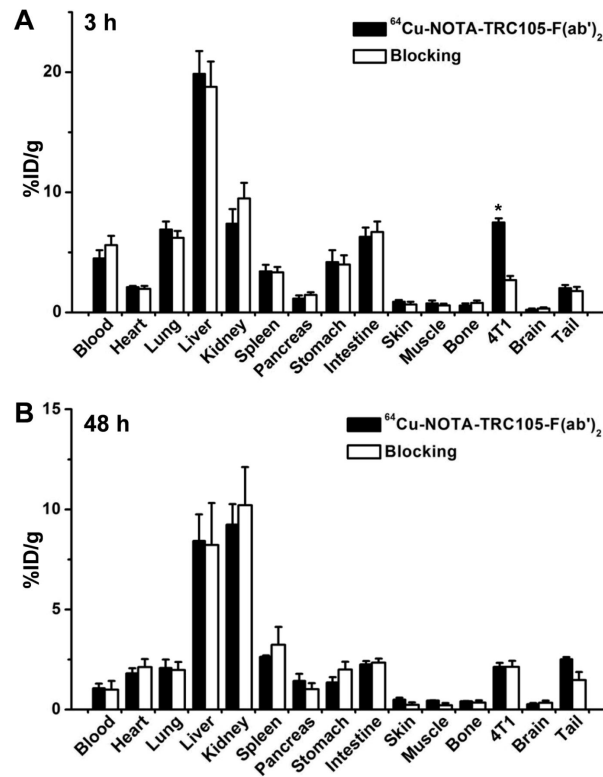 A
3 h
⁶⁴Cu-NOTA-TRC105-F(ab')₂
Blocking
20
10
0
%ID/g
*
Blood
Heart
Lung
Liver
Kidney
Spleen
Pancreas
Stomach
Intestine
Skin
Muscle
Bone
4T1
Brain
Tail
B
48 h
⁶⁴Cu-NOTA-TRC105-F(ab')₂
Blocking
15
10
5
0
%ID/g
Blood
Heart
Lung
Liver
Kidney
Spleen
Pancreas
Stomach
Intestine
Skin
Muscle
Bone
4T1
Brain
Tail